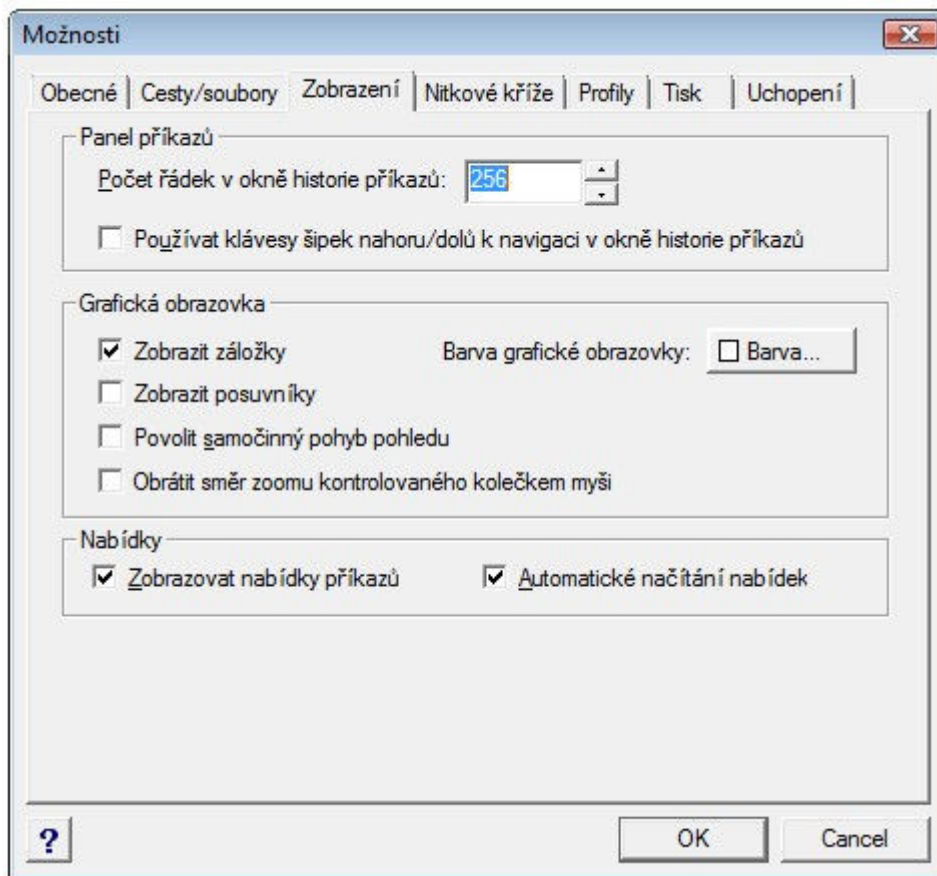 Možnosti
Obecné Cesty/soubory Zobrazení Nitkové kříže Profily Tisk Uchopení
Panel příkazů
Počet řádek v okně historie příkazů: 256
Používat klávesy šipek nahoru/dolů k navigaci v okně historie příkazů
Grafická obrazovka
Zobrazit záložky Barva grafické obrazovky: Barva...
Zobrazit posuvníky
Povolit samočinný pohyb pohledu
Obrátit směr zoomu kontrolovaného kolečkem myši
Nabídky
Zobrazovat nabídky příkazů Automatické načítání nabídek
? OK Cancel